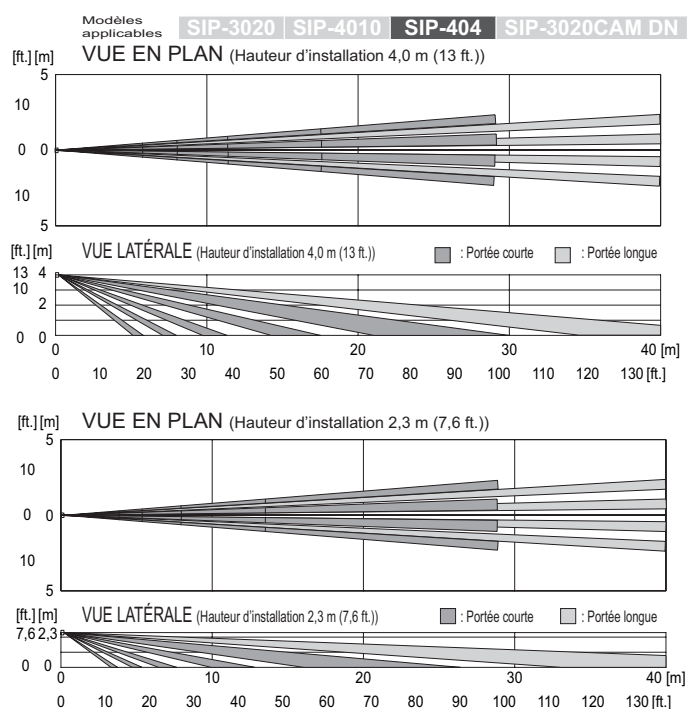 Modèles applicables SIP-3020 SIP-4010 SIP-404 SIP-3020CAM DN
[ft.] [m] VUE EN PLAN (Hauteur d'installation 4,0 m (13 ft.))
5
10
0 0
10
5
[ft.] [m] VUE LATÉRALE (Hauteur d'installation 4,0 m (13 ft.)) : Portée courte : Portée longue
13 4
10
2
0 0
0 10 20 30 40 [m]
0 10 20 30 40 50 60 70 80 90 100 110 120 130 [ft.]
[ft.] [m] VUE EN PLAN (Hauteur d'installation 2,3 m (7,6 ft.))
5
10
0 0
10
5
[ft.] [m] VUE LATÉRALE (Hauteur d'installation 2,3 m (7,6 ft.)) : Portée courte : Portée longue
7,6 2,3
0 0
0 10 20 30 40 [m]
0 10 20 30 40 50 60 70 80 90 100 110 120 130 [ft.]